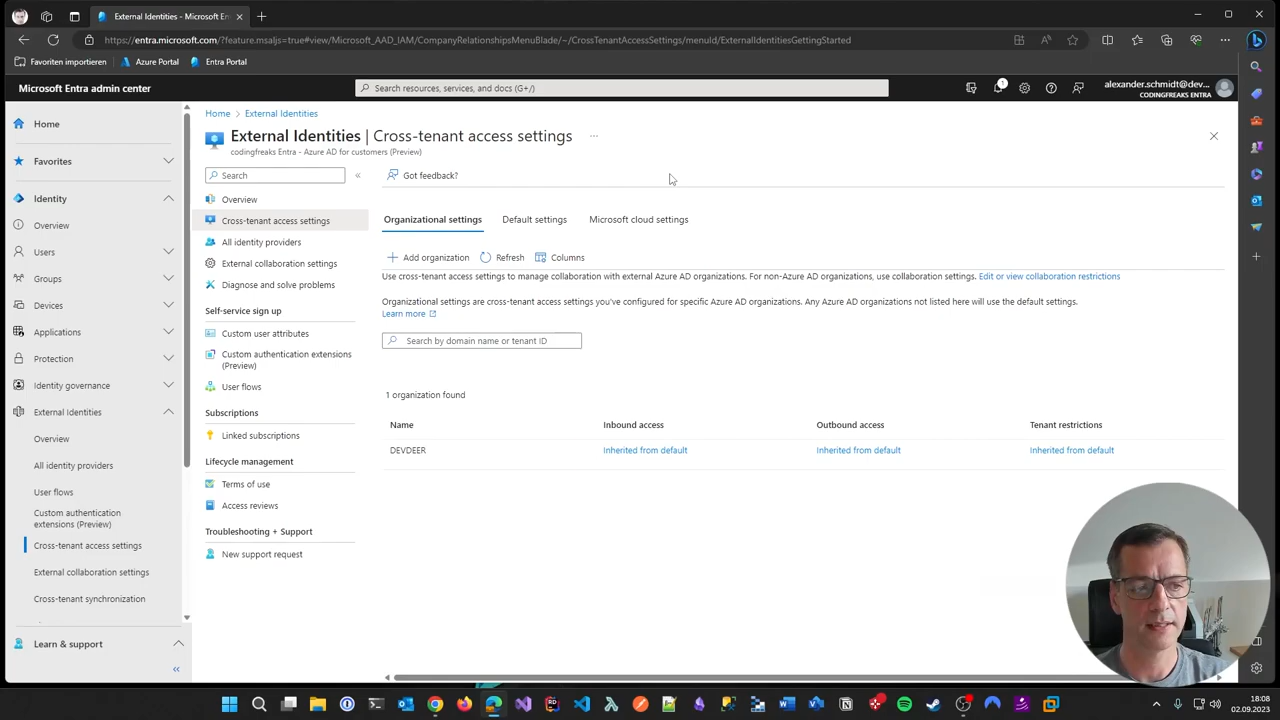 External Identities - Microsoft En
https://entra.microsoft.com/?feature.msaljs=true#view/Microsoft_AAD_IAM/CompanyRelationshipsMenuBlade/~/CrossTenantAccessSettings/menuId/ExternalIdentitiesGettingStarted
Favoriten importieren
Azure Portal
Entra Portal
Microsoft Entra admin center
Search resources, services, and docs (G+/)
1
alexander.schmidt@dev...
CODINGFREAKS ENTRA
Home
Favorites
Identity
Overview
Users
Groups
Devices
Applications
Protection
Identity governance
External Identities
Overview
All identity providers
User flows
Custom authentication
extensions (Preview)
Cross-tenant access settings
External collaboration settings
Cross-tenant synchronization
Learn & support
Home > External Identities
External Identities | Cross-tenant access settings
codingfreaks Entra - Azure AD for customers (Preview)
Search
Overview
Cross-tenant access settings
All identity providers
External collaboration settings
Diagnose and solve problems
Self-service sign up
Custom user attributes
Custom authentication extensions
(Preview)
User flows
Subscriptions
Linked subscriptions
Lifecycle management
Terms of use
Access reviews
Troubleshooting + Support
New support request
Got feedback?
Organizational settings
Default settings
Microsoft cloud settings
Add organization
Refresh
Columns
Use cross-tenant access settings to manage collaboration with external Azure AD organizations. For non-Azure AD organizations, use collaboration settings. Edit or view collaboration restrictions
Organizational settings are cross-tenant access settings you've configured for specific Azure AD organizations. Any Azure AD organizations not listed here will use the default settings.
Learn more
Search by domain name or tenant ID
1 organization found
Name Inbound access Outbound access Tenant restrictions
DEVDEER Inherited from default Inherited from default Inherited from default
18:08
02.09.2023